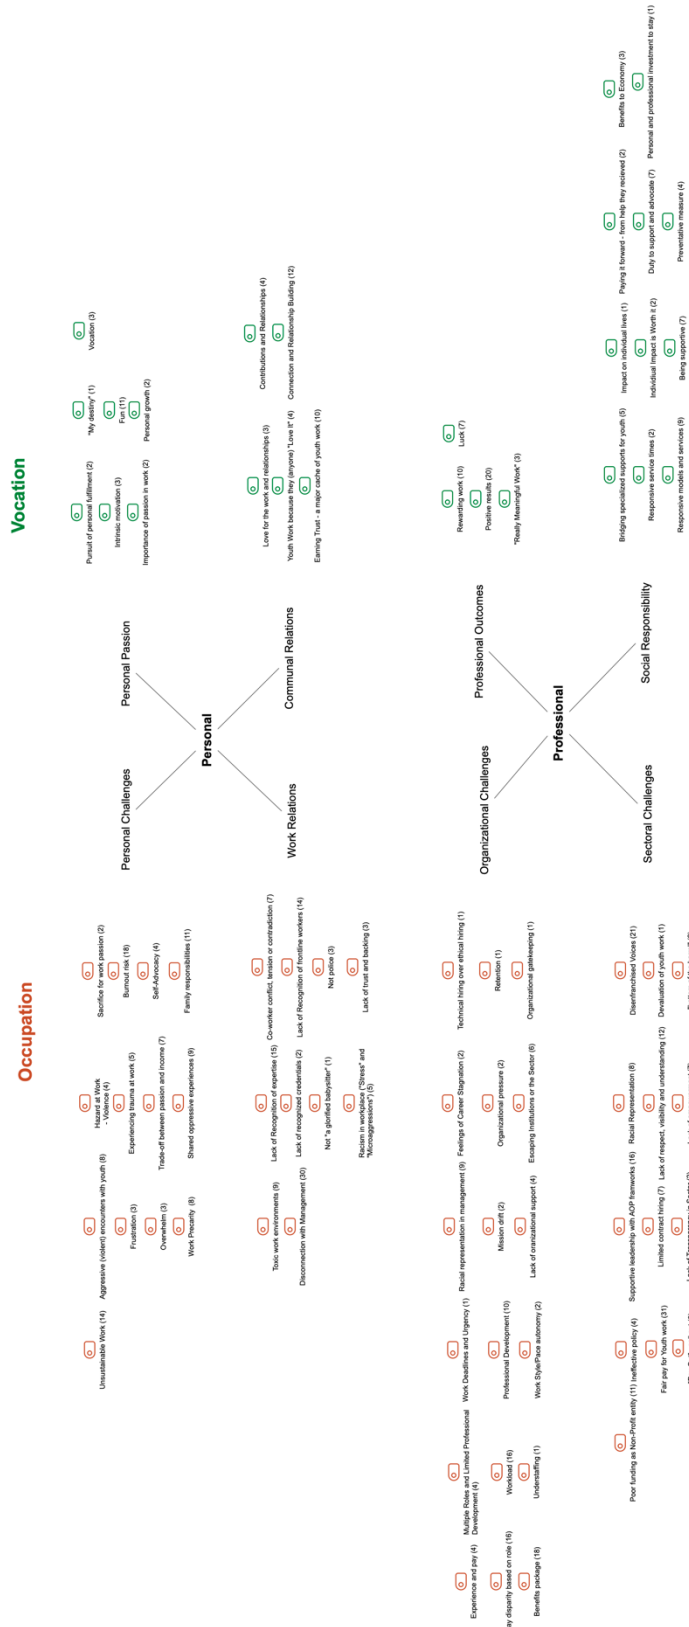 Occupation
Vocation
Unsustainable Work (14)
Aggressive (violent) encounters with youth (8)
Frustration (3)
Overwhelm (3)
Work Precarity (8)
Hazard at Work
- Violence (4)
Experiencing trauma at work (5)
Trade-off between passion and income (7)
Shared oppressive experiences (9)
Sacrifice for work passion (2)
Burnout risk (18)
Self-Advocacy (4)
Family responsibilities (11)
Personal Challenges
Personal Passion
Personal
Work Relations
Communal Relations
Pursuit of personal fulfilment (2)
Intrinsic motivation (3)
Importance of passion in work (2)
"My destiny" (1)
Fun (11)
Personal growth (2)
Vocation (3)
Toxic work environments (9)
Disconnection with Management (30)
Lack of Recognition of expertise (15)
Lack of recognized credentials (2)
Not "a glorified babysitter" (1)
Racism in workplace ("Stress" and
"Microaggressions") (5)
Co-worker conflict, tension or contradiction (7)
Lack of Recognition of frontline workers (14)
Not police (3)
Lack of trust and backing (3)
Love for the work and relationships (3)
Youth Work because they (anyone) "Love It" (4)
Earning Trust - a major cache of youth work (10)
Contributions and Relationships (4)
Connection and Relationship Building (12)
Experience and pay (4)
ay disparity based on role (16)
Benefits package (18)
Multiple Roles and Limited Professional
Development (4)
Workload (16)
Understaffing (1)
Work Deadlines and Urgency (1)
Professional Development (10)
Work Style/Pace autonomy (2)
Racial representation in management (9)
Mission drift (2)
Lack of oranizational support (4)
Feelings of Career Stagnation (2)
Organizational pressure (2)
Escaping Institutions or the Sector (6)
Technical hiring over ethical hiring (1)
Retention (1)
Organizational gatekeeping (1)
Organizational Challenges
Professional Outcomes
Professional
Sectoral Challenges
Social Responsibility
Rewarding work (10)
Positive results (20)
"Really Meaningful Work" (3)
Luck (7)
Poor funding as Non-Profit entity (11)
Ineffective policy (4)
Fair pay for Youth work (31)
Supportive leadership with AOP framworks (16)
Limited contract hiring (7)
Racial Representation (8)
Lack of respect, visibility and understanding (12)
Disenfranchised Voices (21)
Devaluation of youth work (1)
Bridging specialized supports for youth (5)
Responsive service times (2)
Responsive models and services (9)
Impact on individual lives (1)
Individual Impact is Worth it (2)
Being supportive (7)
Paying it forward - from help they recieved (2)
Duty to support and advocate (7)
Preventative measure (4)
Benefits to Economy (3)
Personal and professional investment to stay (1)